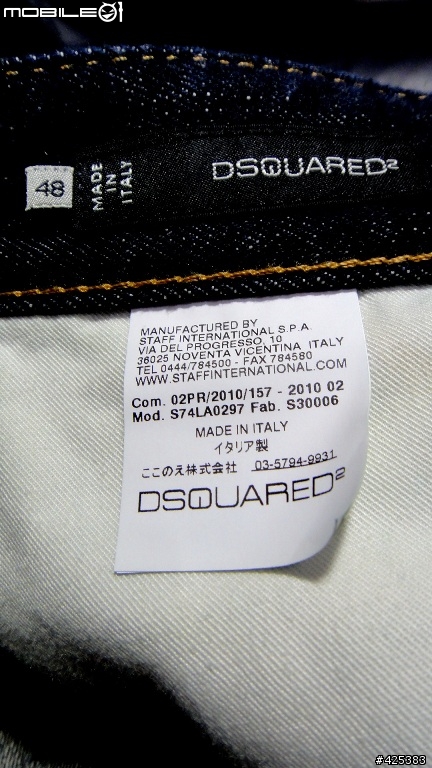 MOBILE01
48
MADE IN ITALY
DSQUARED2
MANUFACTURED BY
STAFF INTERNATIONAL S.P.A.
VIA DEL PROGRESSO, 10
36025 NOVENTA VICENTINA ITALY
TEL 0444/784500 - FAX 784580
WWW.STAFFINTERNATIONAL.COM
Com. 02PR/2010/157 - 2010 02
Mod. S74LA0297 Fab. S30006
MADE IN ITALY
イタリア製
ここのえ株式会社 03-5794-9931
DSQUARED2
#425383